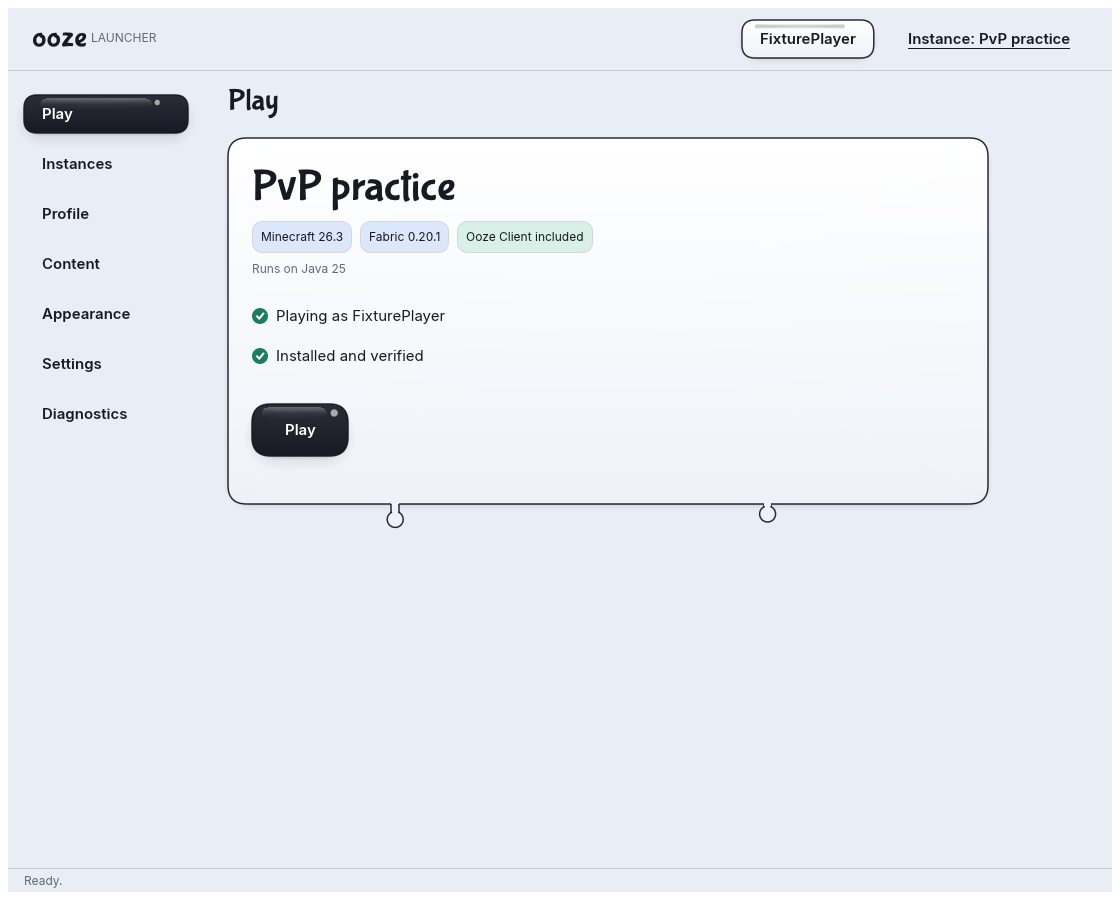 ooze LAUNCHER
FixturePlayer
Instance: PvP practice
Play
Instances
Profile
Content
Appearance
Settings
Diagnostics
Play
PvP practice
Minecraft 26.3
Fabric 0.20.1
Ooze Client included
Runs on Java 25
Playing as FixturePlayer
Installed and verified
Play
Ready.